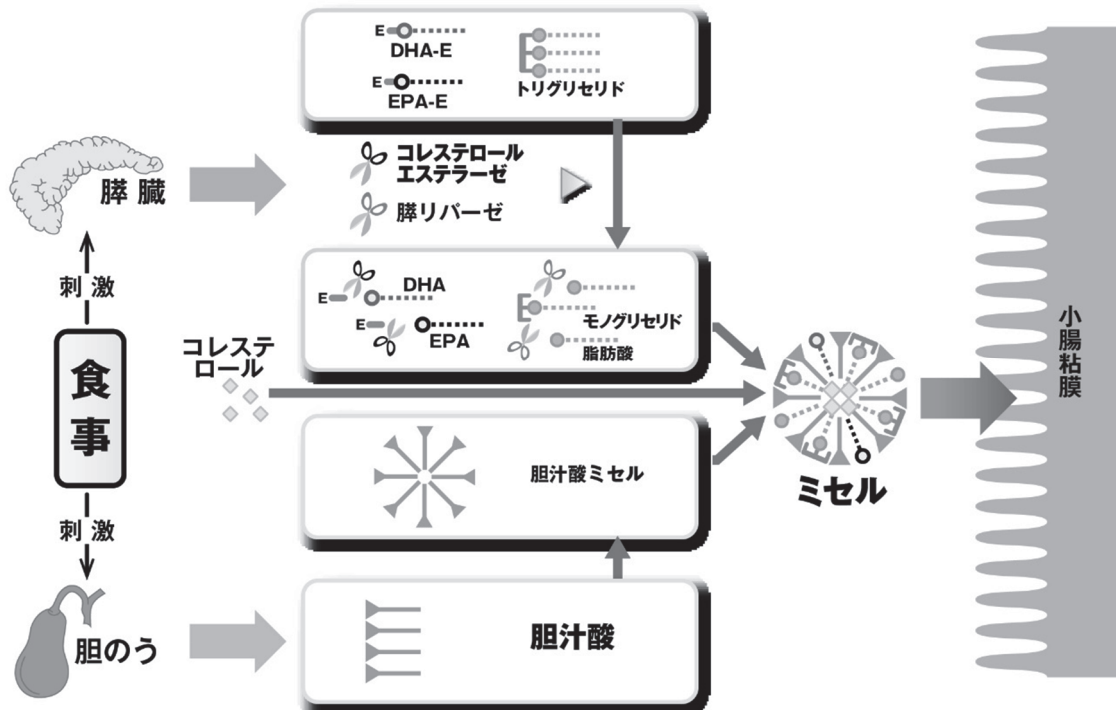 E
DHA-E
E
EPA-E
トリグリセリド
膵 臓
コレステロール
エステラーゼ
膵リパーゼ
刺 激
食
事
刺 激
胆のう
E
DHA
E
EPA
モノグリセリド
脂肪酸
コレステ
ロール
胆汁酸ミセル
胆汁酸
ミセル
小腸粘膜